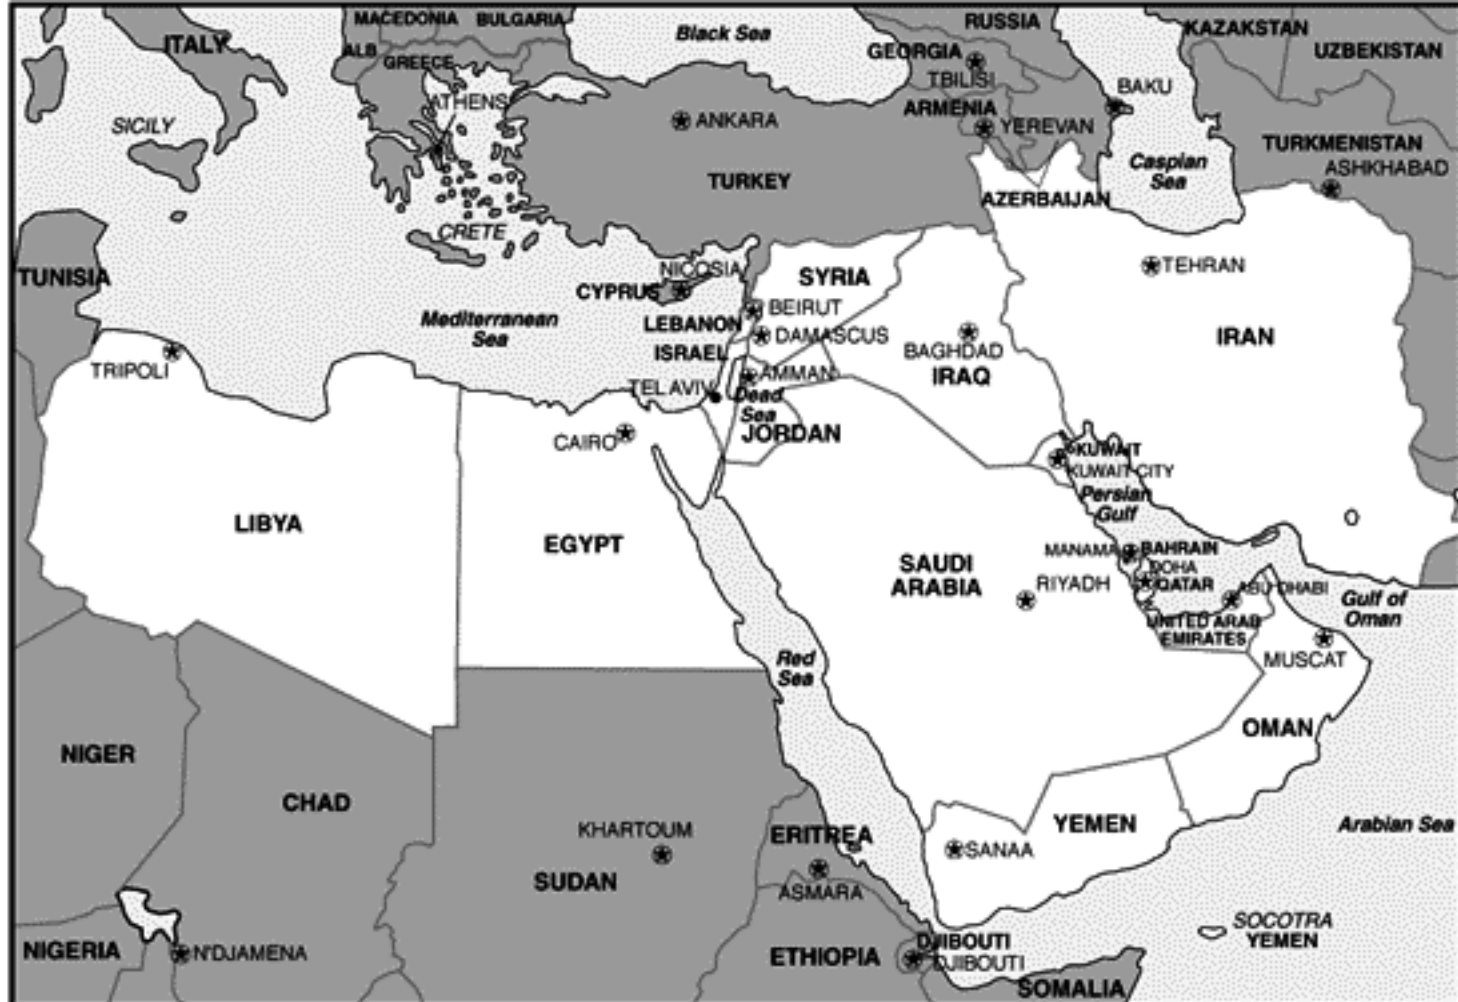 MACEDONIA
BULGARIA
RUSSIA
KAZAKSTAN
ITALY
ALB
GREECE
Black Sea
GEORGIA
TBILISI
UZBEKISTAN
ATHENS
BAKU
SICILY
ANKARA
ARMENIA
YEREVAN
TURKMENISTAN
ASHKHABAD
Caspian
Sea
TURKEY
AZERBAIJAN
CRETE
TUNISIA
NICOSIA
CYPRUS
SYRIA
TEHRAN
Mediterranean
Sea
LEBANON
BEIRUT
DAMASCUS
ISRAEL
BAGHDAD
IRAQ
IRAN
TRIPOLI
TEL AVIV
AMMAN
Dead
Sea
JORDAN
CAIRO
KUWAIT
KUWAIT CITY
Persian
Gulf
LIBYA
EGYPT
SAUDI
ARABIA
RIYADH
MANAMA
BAHRAIN
DOHA
QATAR
ABU DHABI
UNITED ARAB
EMIRATES
Gulf of
Oman
MUSCAT
Red
Sea
OMAN
NIGER
CHAD
KHARTOUM
SUDAN
ERITREA
ASMARA
YEMEN
SANAA
Arabian Sea
NIGERIA
N'DJAMENA
ETHIOPIA
DJIBOUTI
DJIBOUTI
SOCOTRA
YEMEN
SOMALIA